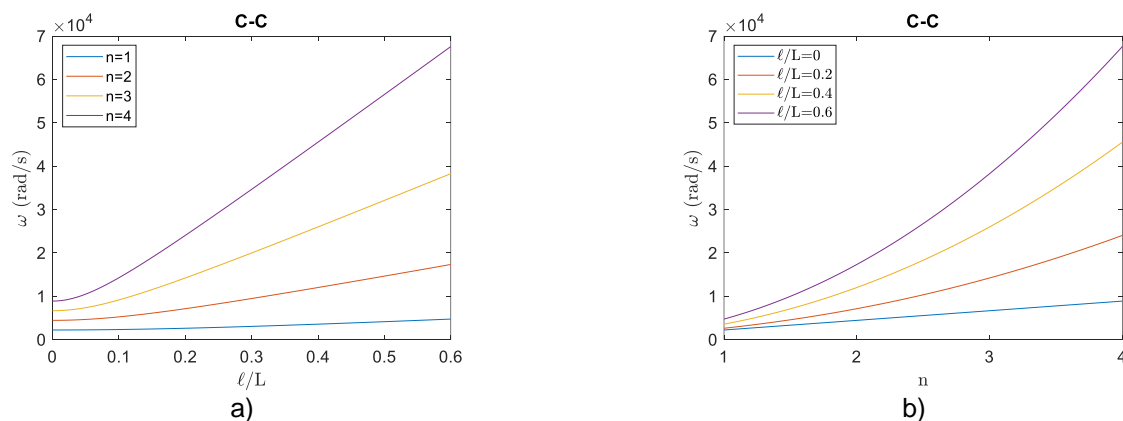 C-C
×10⁴
7
6
5
4
3
2
1
0
n=1
n=2
n=3
n=4
ω (rad/s)
0 0.1 0.2 0.3 0.4 0.5 0.6
ℓ/L
a)
C-C
×10⁴
7
6
5
4
3
2
1
0
ℓ/L=0
ℓ/L=0.2
ℓ/L=0.4
ℓ/L=0.6
ω (rad/s)
1 2 3 4
n
b)